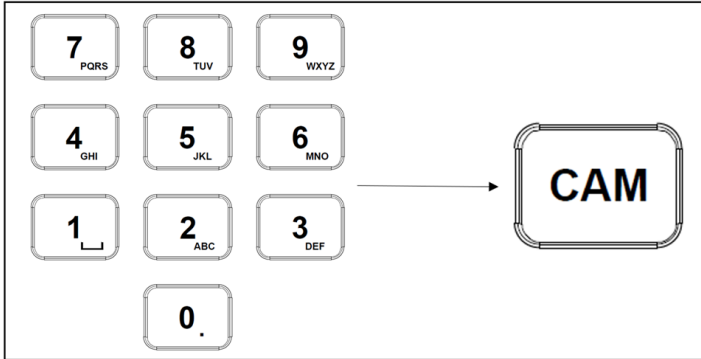 7 PQRS 8 TUV 9 WXYZ
4 GHI 5 JKL 6 MNO
CAM
1 2 ABC 3 DEF
0 .